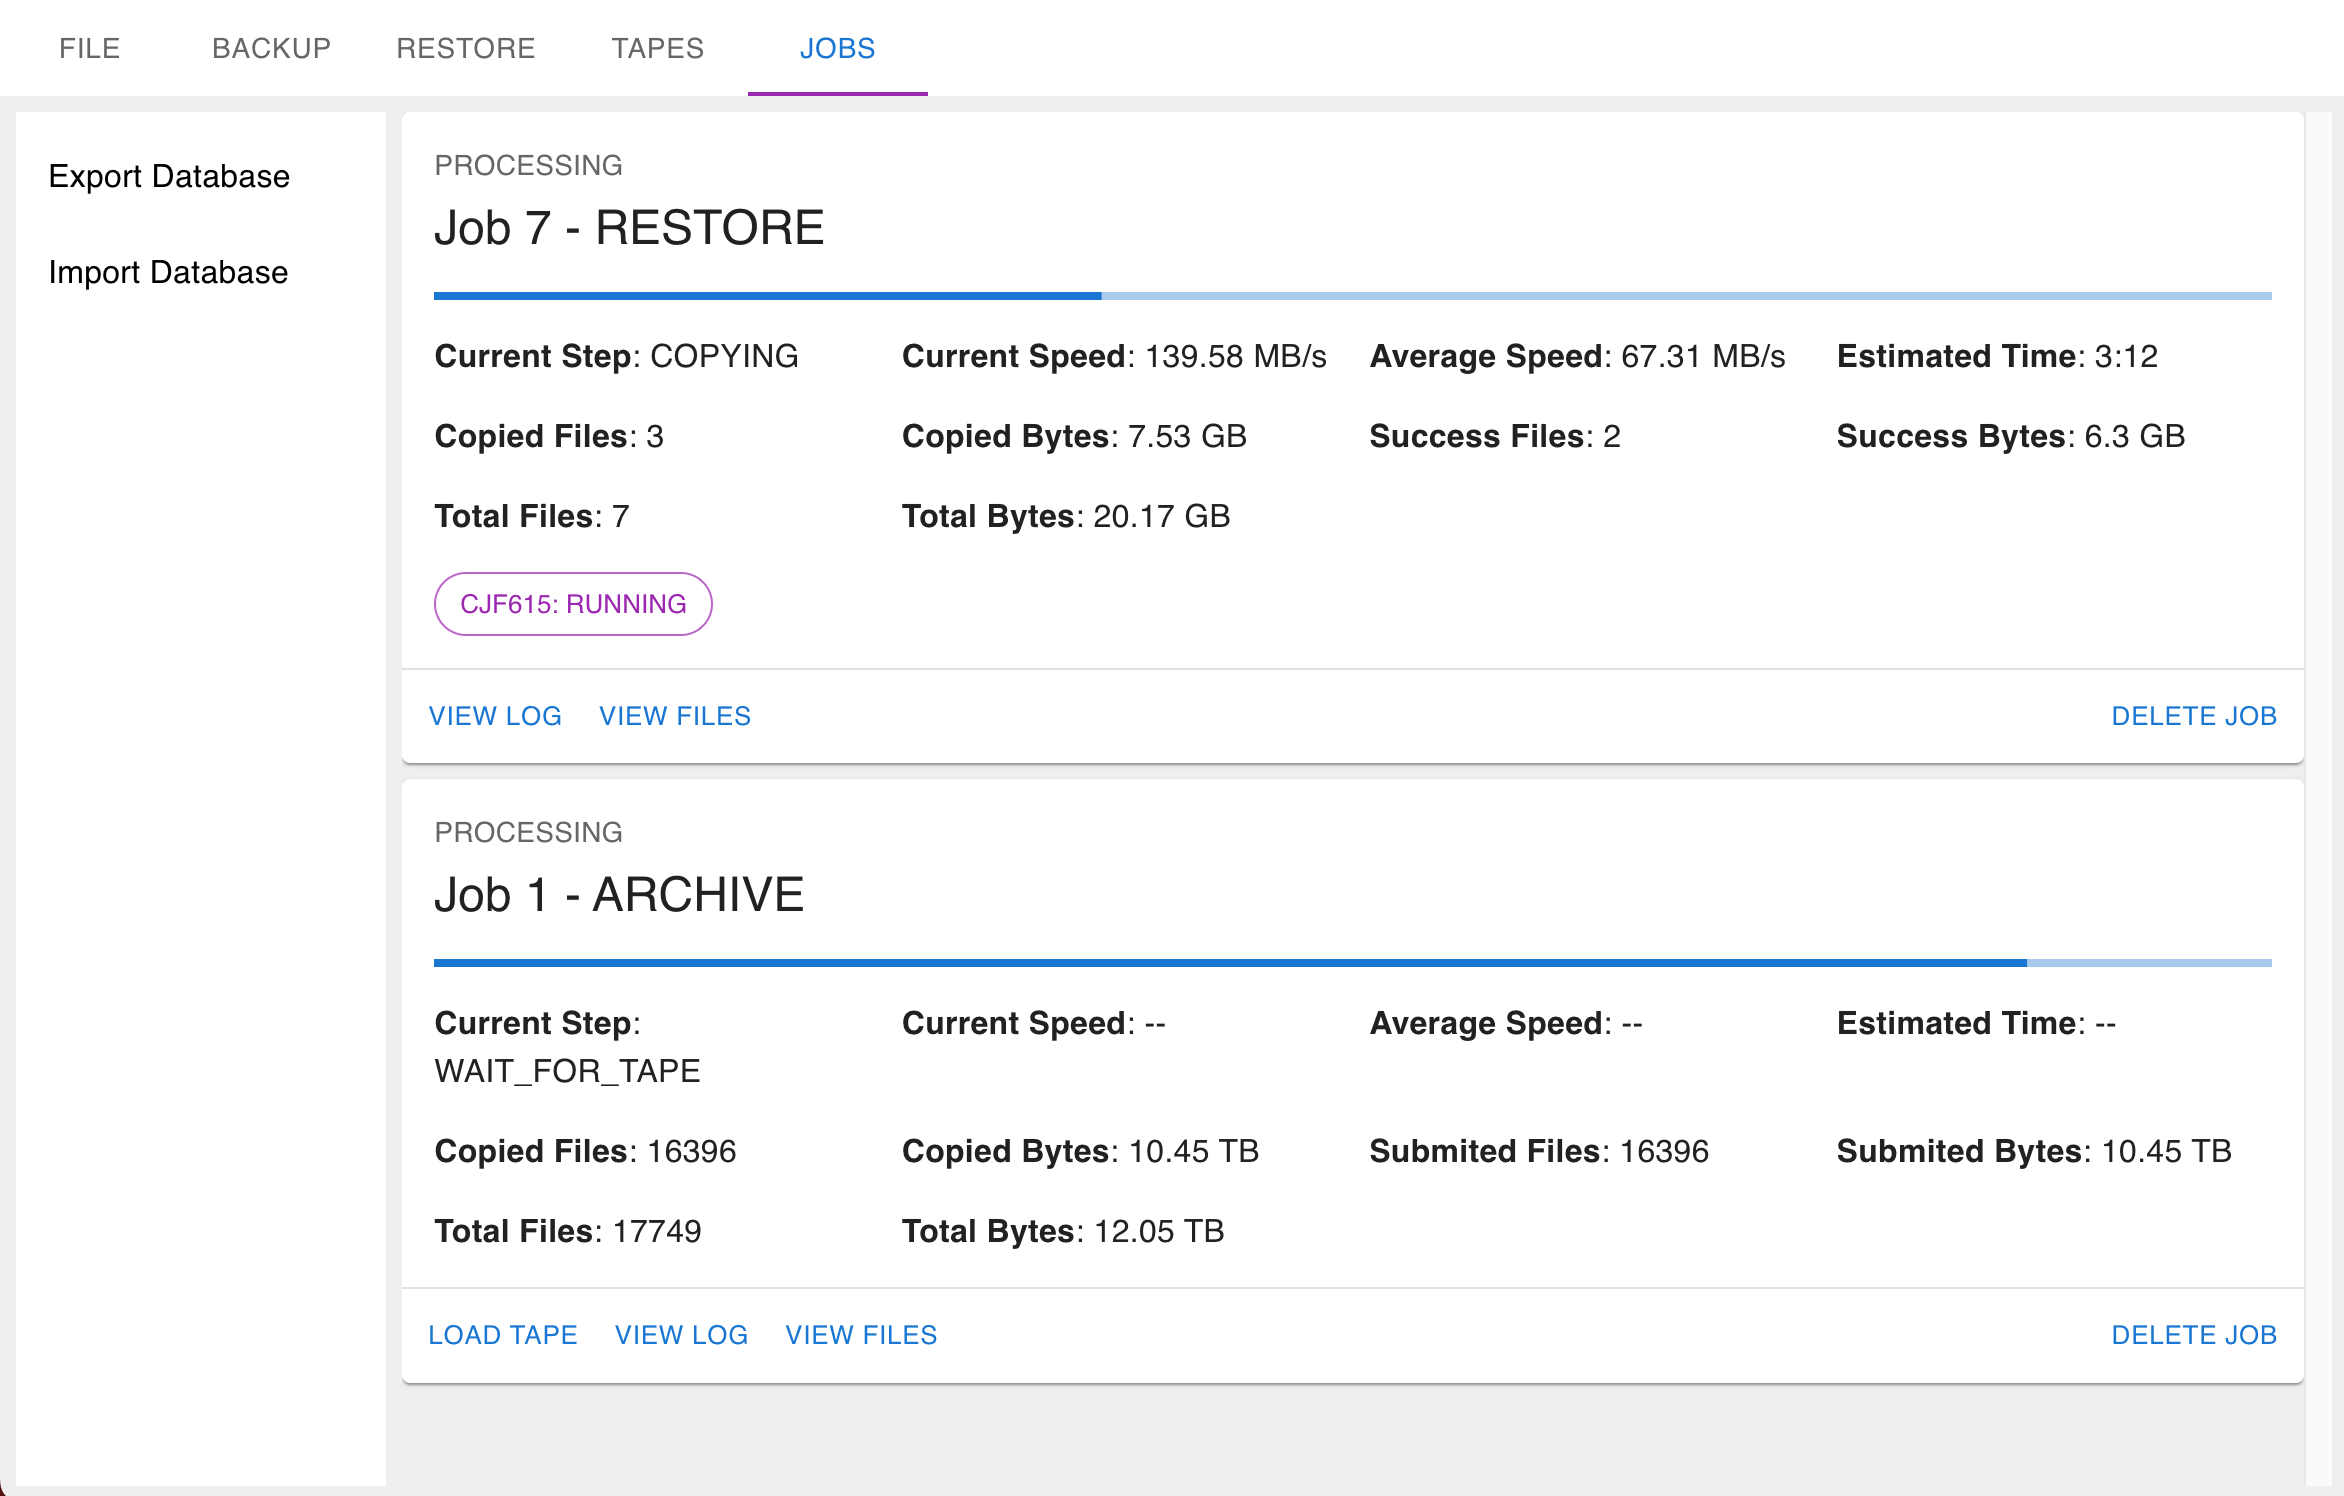 FILE BACKUP RESTORE TAPES JOBS
Export Database
Import Database
PROCESSING
Job 7 - RESTORE
Current Step: COPYING Current Speed: 139.58 MB/s Average Speed: 67.31 MB/s Estimated Time: 3:12
Copied Files: 3 Copied Bytes: 7.53 GB Success Files: 2 Success Bytes: 6.3 GB
Total Files: 7 Total Bytes: 20.17 GB
CJF615: RUNNING
VIEW LOG VIEW FILES DELETE JOB
PROCESSING
Job 1 - ARCHIVE
Current Step: Current Speed: -- Average Speed: -- Estimated Time: --
WAIT_FOR_TAPE
Copied Files: 16396 Copied Bytes: 10.45 TB Submited Files: 16396 Submited Bytes: 10.45 TB
Total Files: 17749 Total Bytes: 12.05 TB
LOAD TAPE VIEW LOG VIEW FILES DELETE JOB